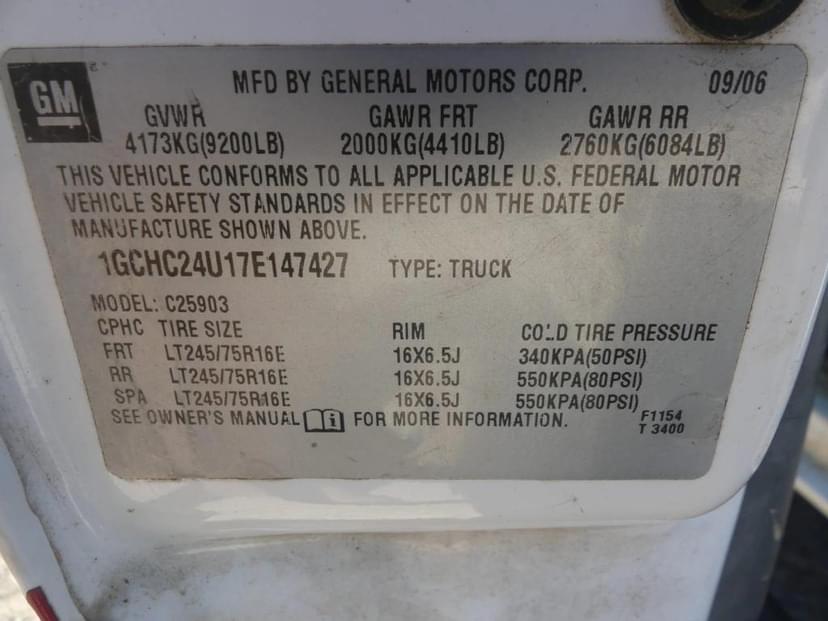 GM
MFD BY GENERAL MOTORS CORP. 09/06
GVWR GAWR FRT GAWR RR
4173KG(9200LB) 2000KG(4410LB) 2760KG(6084LB)
THIS VEHICLE CONFORMS TO ALL APPLICABLE U.S. FEDERAL MOTOR
VEHICLE SAFETY STANDARDS IN EFFECT ON THE DATE OF
MANUFACTURE SHOWN ABOVE.
1GCHC24U17E147427 TYPE: TRUCK
MODEL: C25903
CPHC TIRE SIZE RIM COLD TIRE PRESSURE
FRT LT245/75R16E 16X6.5J 340KPA(50PSI)
RR LT245/75R16E 16X6.5J 550KPA(80PSI)
SPA LT245/75R16E 16X6.5J 550KPA(80PSI)
SEE OWNER'S MANUAL i FOR MORE INFORMATION. F1154
T 3400